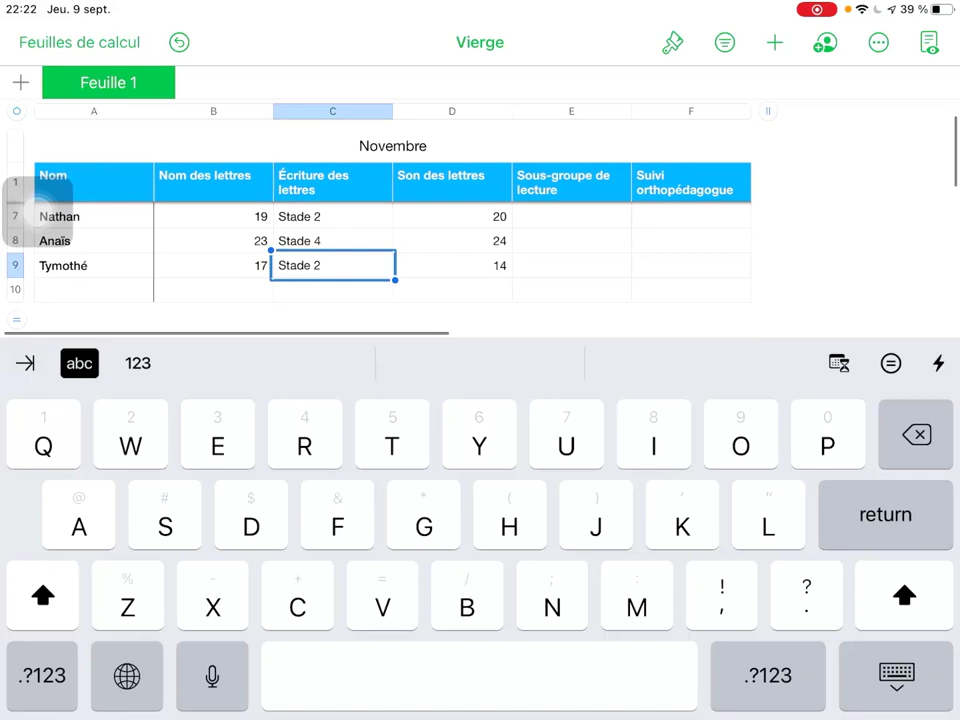 22:22 Jeu. 9 sept. 39 %
Feuilles de calcul Vierge
+ Feuille 1
A B C D E F
Novembre
1 Nom Nom des lettres Écriture des lettres Son des lettres Sous-groupe de lecture Suivi orthopédagogue
7 Nathan 19 Stade 2 20
8 Anaïs 23 Stade 4 24
9 Tymothé 17 Stade 2 14
10
=
abc 123
1 2 3 4 5 6 7 8 9 0
Q W E R T Y U I O P
@ # $ & * ( ) ' "
A S D F G H J K L return
% - + = / ; : ! ?
Z X C V B N M , .
.?123 .?123